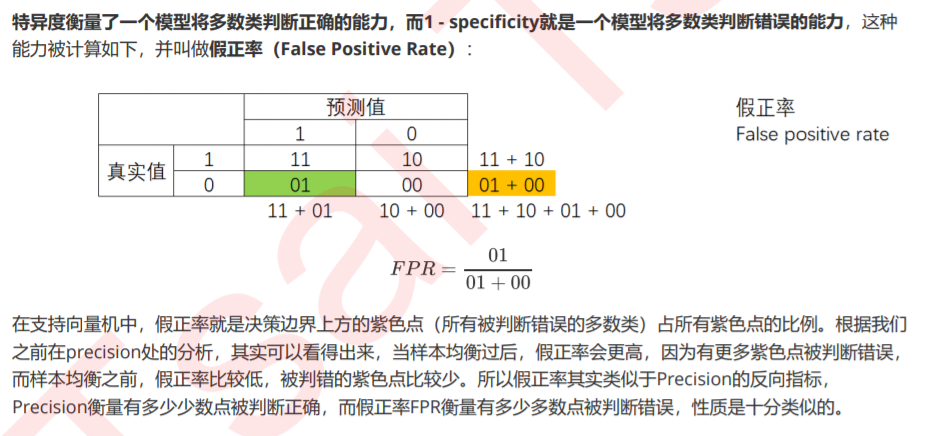 特异度衡量了一个模型将多数类判断正确的能力，而1 - specificity就是一个模型将多数类判断错误的能力，这种
能力被计算如下，并叫做假正率（False Positive Rate）：
预测值
假正率
1 0
False positive rate
真实值 1 11 10 11 + 10
0 01 00 01 + 00
11 + 01 10 + 00 11 + 10 + 01 + 00
FPR = 01 / (01 + 00)
在支持向量机中，假正率就是决策边界上方的紫色点（所有被判断错误的多数类）占所有紫色点的比例。根据我们
之前在precision处的分析，其实可以看得出来，当样本均衡过后，假正率会更高，因为有更多紫色点被判断错误，
而样本均衡之前，假正率比较低，被判错的紫色点比较少。所以假正率其实类似于Precision的反向指标，
Precision衡量有多少少数点被判断正确，而假正率FPR衡量有多少多数点被判断错误，性质是十分类似的。